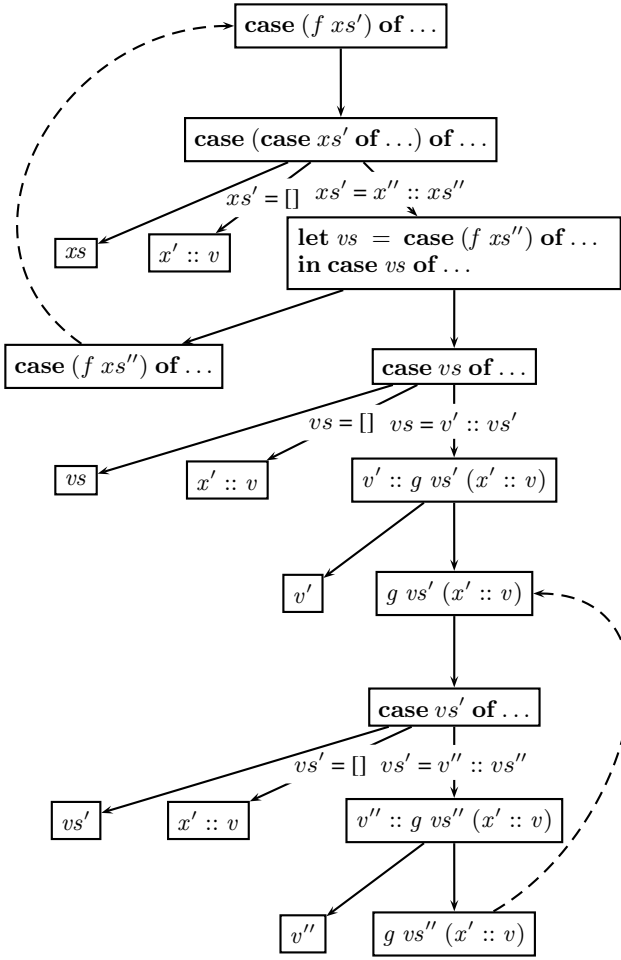 case (f xs′) of …
case (case xs′ of …) of …
xs′ = [] xs′ = x″ :: xs″
xs
x′ :: v
let vs = case (f xs″) of …
in case vs of …
case (f xs″) of …
case vs of …
vs = [] vs = v′ :: vs′
vs
x′ :: v
v′ :: g vs′ (x′ :: v)
v′
g vs′ (x′ :: v)
case vs′ of …
vs′ = [] vs′ = v″ :: vs″
vs′
x′ :: v
v″ :: g vs″ (x′ :: v)
v″
g vs″ (x′ :: v)